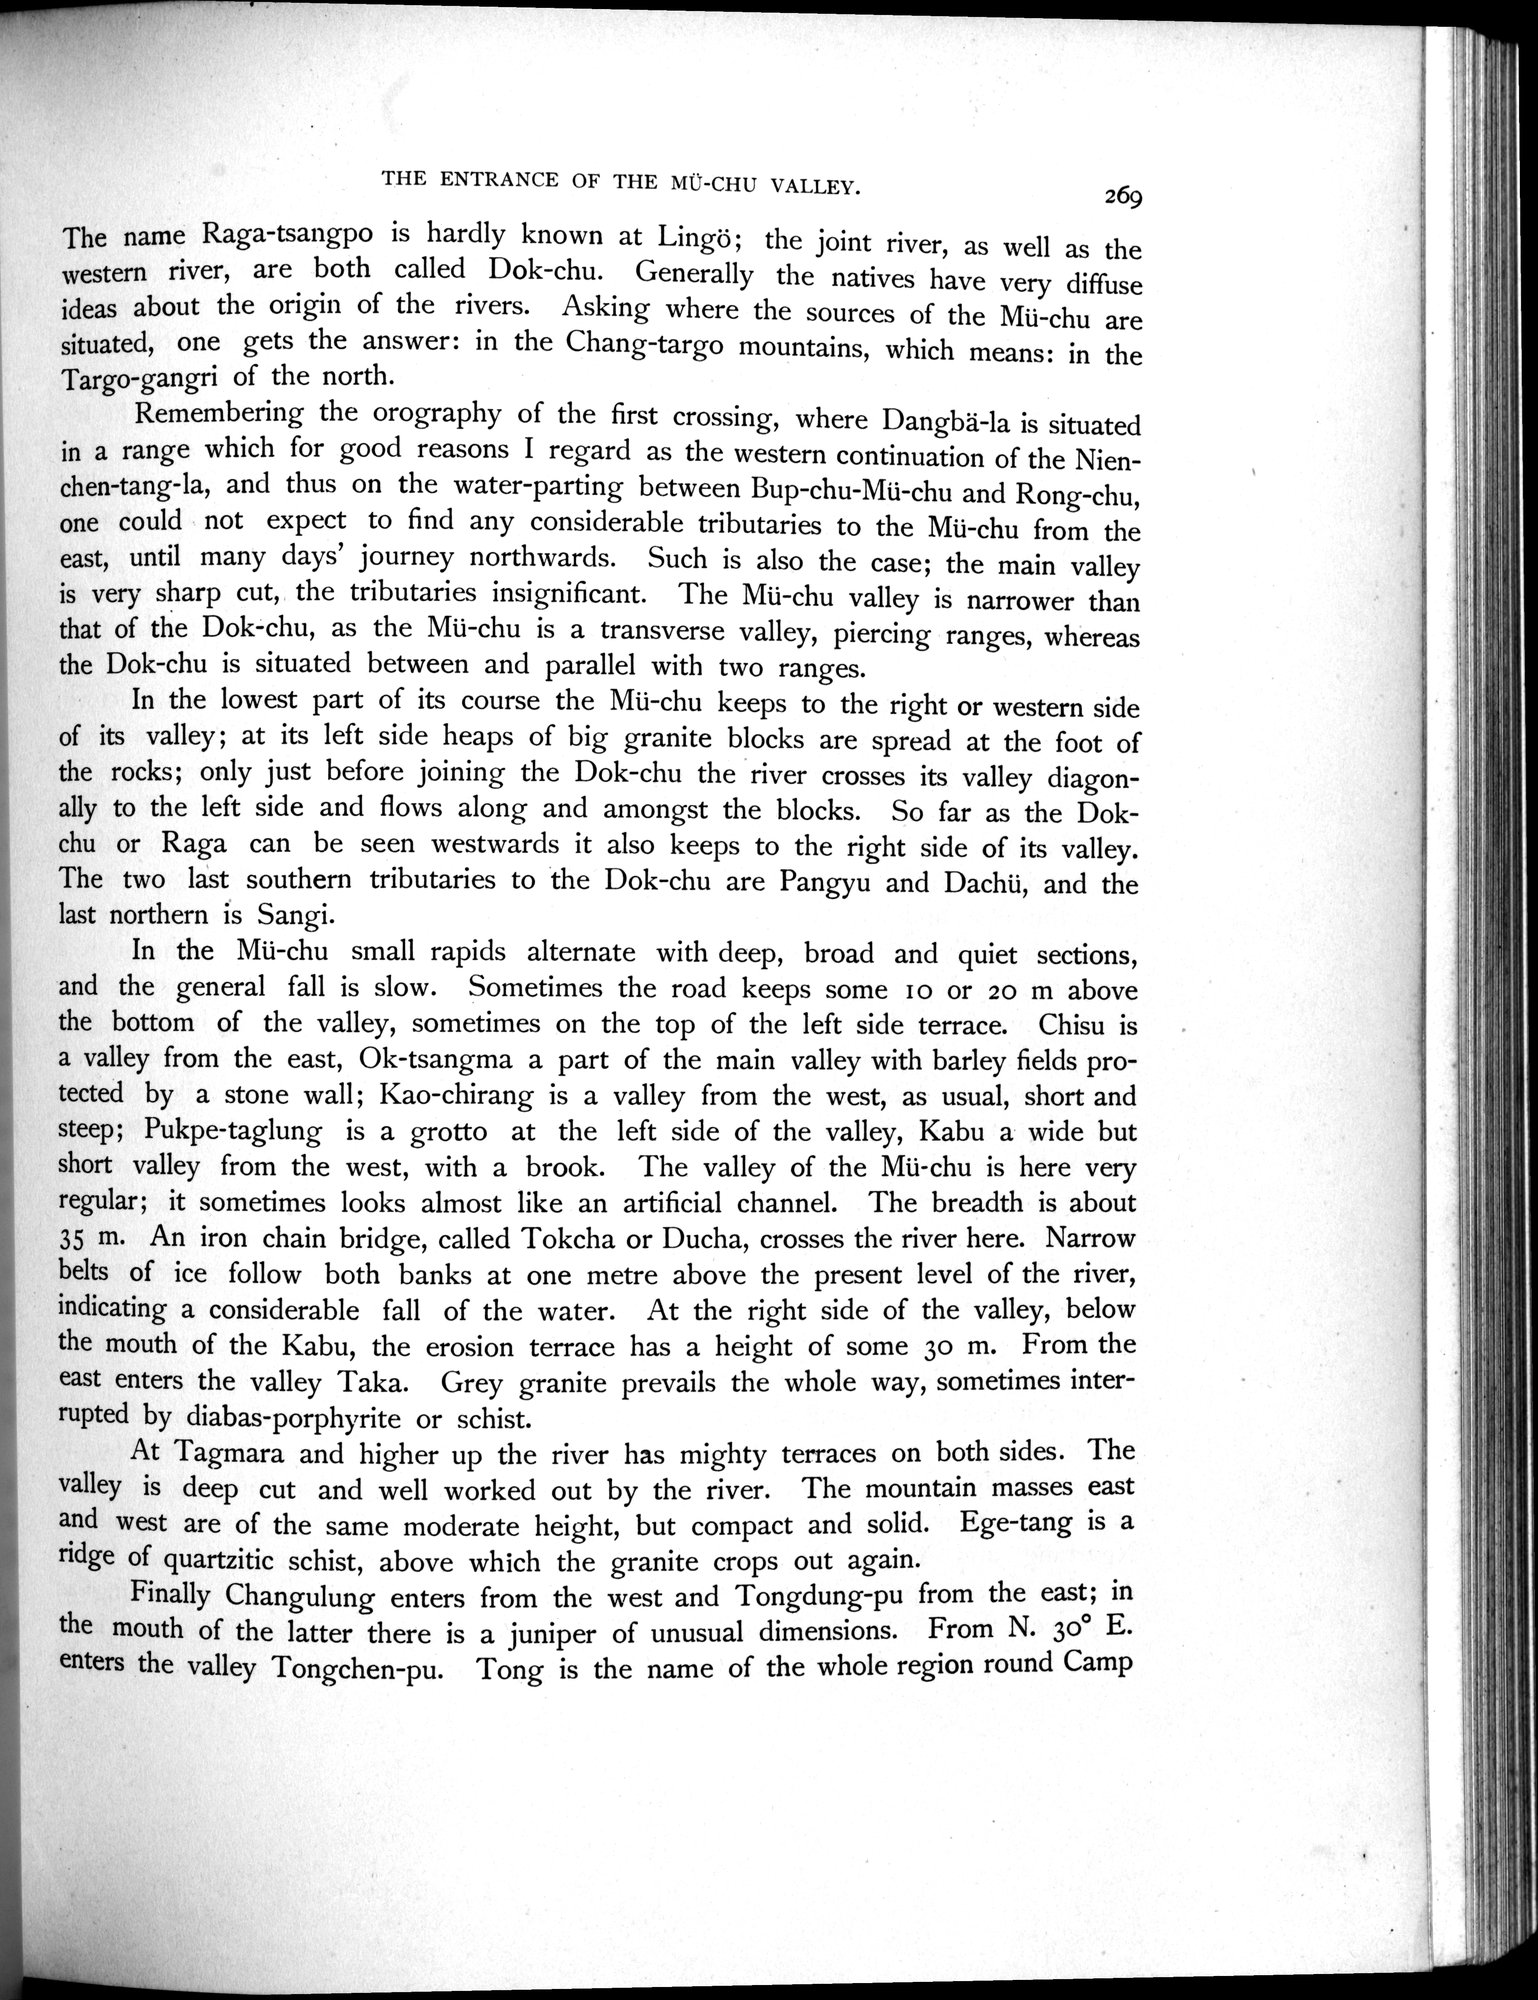 THE ENTRANCE OF THE MÜ-CHU VALLEY.
269
The name Raga-tsangpo is hardly known at Lingö; the joint river, as well as the
western river, are both called Dok-chu. Generally the natives have very diffuse
ideas about the origin of the rivers. Asking where the sources of the Mü-chu are
situated, one gets the answer: in the Chang-targo mountains, which means: in the
Targo-gangri of the north.
Remembering the orography of the first crossing, where Dangbä-la is situated
in a range which for good reasons I regard as the western continuation of the Nien-
chen-tang-la, and thus on the water-parting between Bup-chu-Mü-chu and Rong-chu,
one could not expect to find any considerable tributaries to the Mü-chu from the
east, until many days' journey northwards. Such is also the case; the main valley
is very sharp cut, the tributaries insignificant. The Mü-chu valley is narrower than
that of the Dok-chu, as the Mü-chu is a transverse valley, piercing ranges, whereas
the Dok-chu is situated between and parallel with two ranges.
In the lowest part of its course the Mü-chu keeps to the right or western side
of its valley; at its left side heaps of big granite blocks are spread at the foot of
the rocks; only just before joining the Dok-chu the river crosses its valley diagon-
ally to the left side and flows along and amongst the blocks. So far as the Dok-
chu or Raga can be seen westwards it also keeps to the right side of its valley.
The two last southern tributaries to the Dok-chu are Pangyu and Dachü, and the
last northern is Sangi.
In the Mü-chu small rapids alternate with deep, broad and quiet sections,
and the general fall is slow. Sometimes the road keeps some 10 or 20 m above
the bottom of the valley, sometimes on the top of the left side terrace. Chisu is
a valley from the east, Ok-tsangma a part of the main valley with barley fields pro-
tected by a stone wall; Kao-chirang is a valley from the west, as usual, short and
steep; Pukpe-taglung is a grotto at the left side of the valley, Kabu a wide but
short valley from the west, with a brook. The valley of the Mü-chu is here very
regular; it sometimes looks almost like an artificial channel. The breadth is about
35 m. An iron chain bridge, called Tokcha or Ducha, crosses the river here. Narrow
belts of ice follow both banks at one metre above the present level of the river,
indicating a considerable fall of the water. At the right side of the valley, below
the mouth of the Kabu, the erosion terrace has a height of some 30 m. From the
east enters the valley Taka. Grey granite prevails the whole way, sometimes inter-
rupted by diabas-porphyrite or schist.
At Tagmara and higher up the river has mighty terraces on both sides. The
valley is deep cut and well worked out by the river. The mountain masses east
and west are of the same moderate height, but compact and solid. Ege-tang is a
ridge of quartzitic schist, above which the granite crops out again.
Finally Changulung enters from the west and Tongdung-pu from the east; in
the mouth of the latter there is a juniper of unusual dimensions. From N. 30° E.
enters the valley Tongchen-pu. Tong is the name of the whole region round Camp